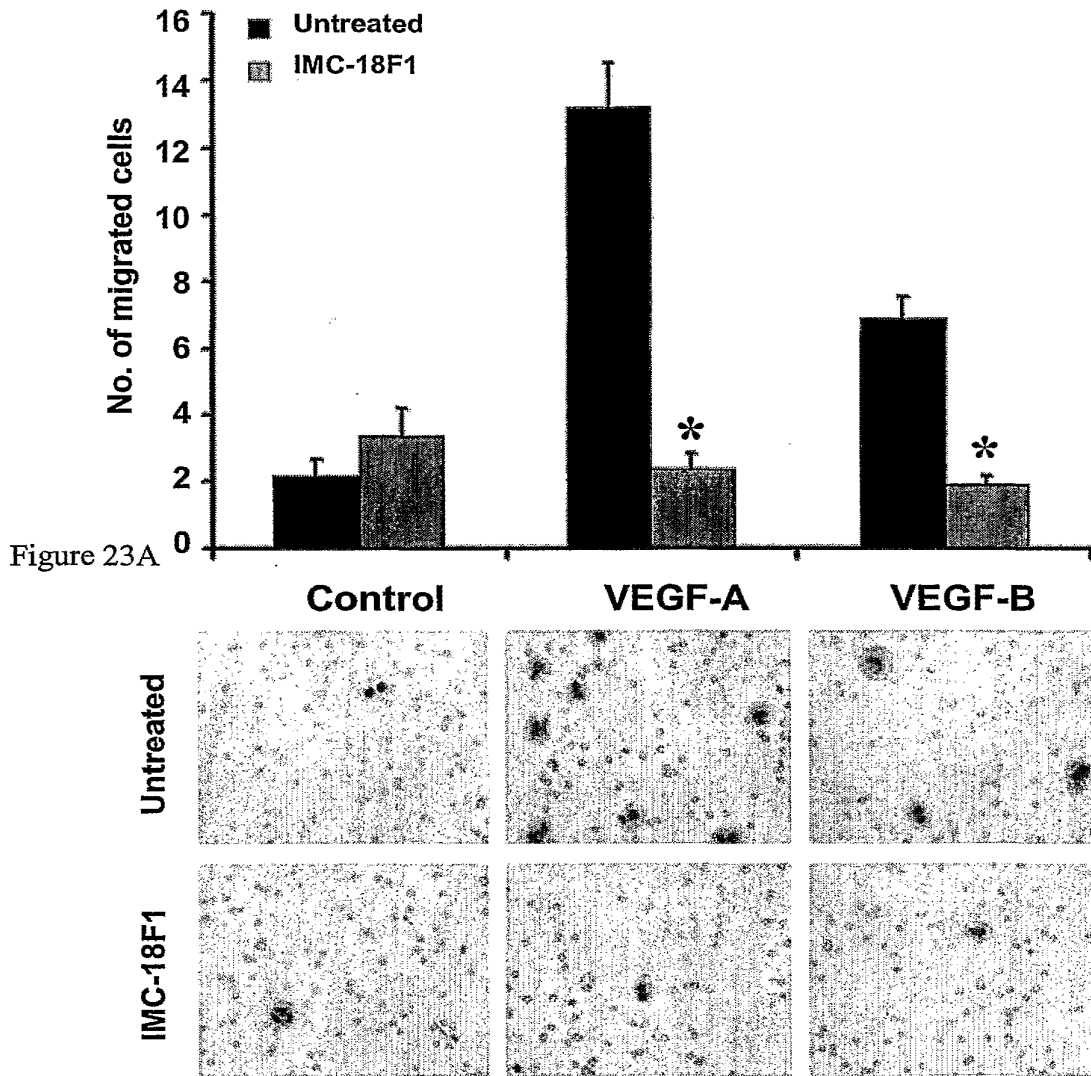 16
14
12
10
8
6
4
2
0
No. of migrated cells
Untreated
IMC-18F1
*
*
Figure 23A
Control VEGF-A VEGF-B
Untreated
IMC-18F1